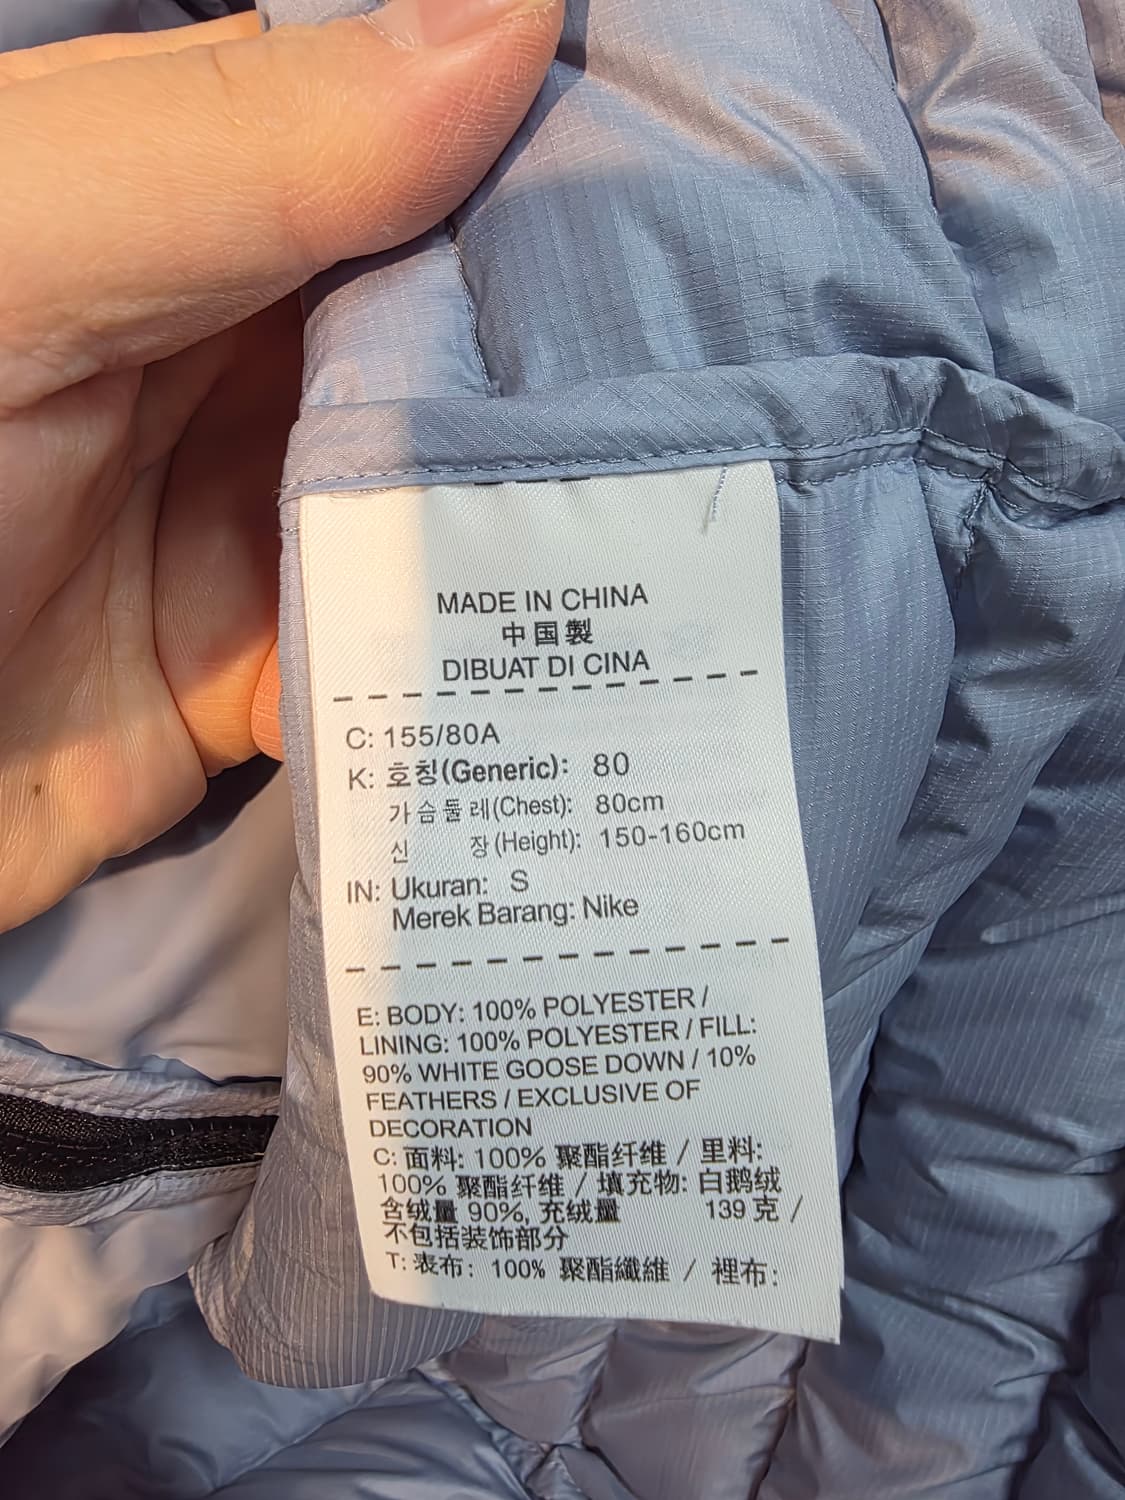 MADE IN CHINA
中国製
DIBUAT DI CINA
C: 155/80A
K: 호칭(Generic): 80
가슴둘레(Chest): 80cm
신 장(Height): 150-160cm
IN: Ukuran: S
Merek Barang: Nike
E: BODY: 100% POLYESTER /
LINING: 100% POLYESTER / FILL:
90% WHITE GOOSE DOWN / 10%
FEATHERS / EXCLUSIVE OF
DECORATION
C: 面料: 100% 聚酯纤维 / 里料:
100% 聚酯纤维 / 填充物: 白鹅绒
含绒量 90%, 充绒量 139 克 /
不包括装饰部分
T: 表布: 100% 聚酯纖維 / 裡布: